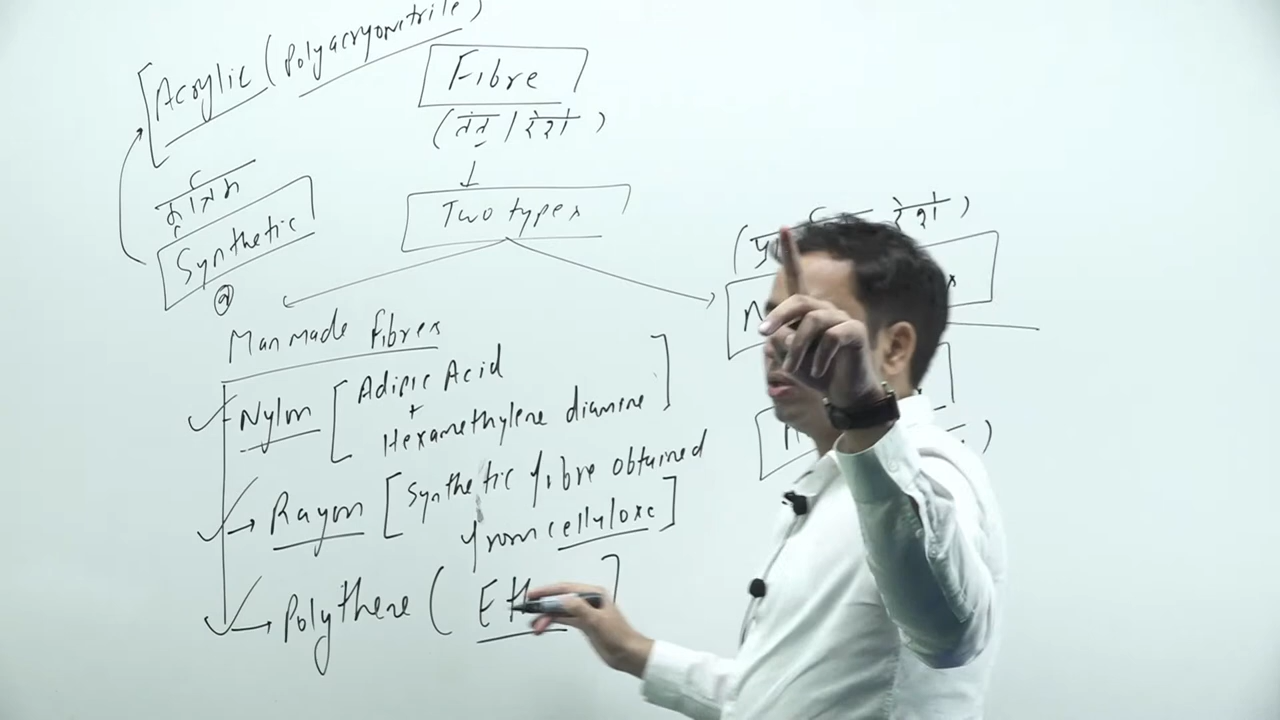 Acrylic (Polyacryonitrile)
Fibre
(तंतु / रेशे)
Two types
कृत्रिम
Synthetic
रेशे)
Manmade fibres
Nylon [Adipic Acid
+
Hexamethylene diamine]
→ Rayon [Synthetic fibre obtained
from cellulose]
→ Polythene (